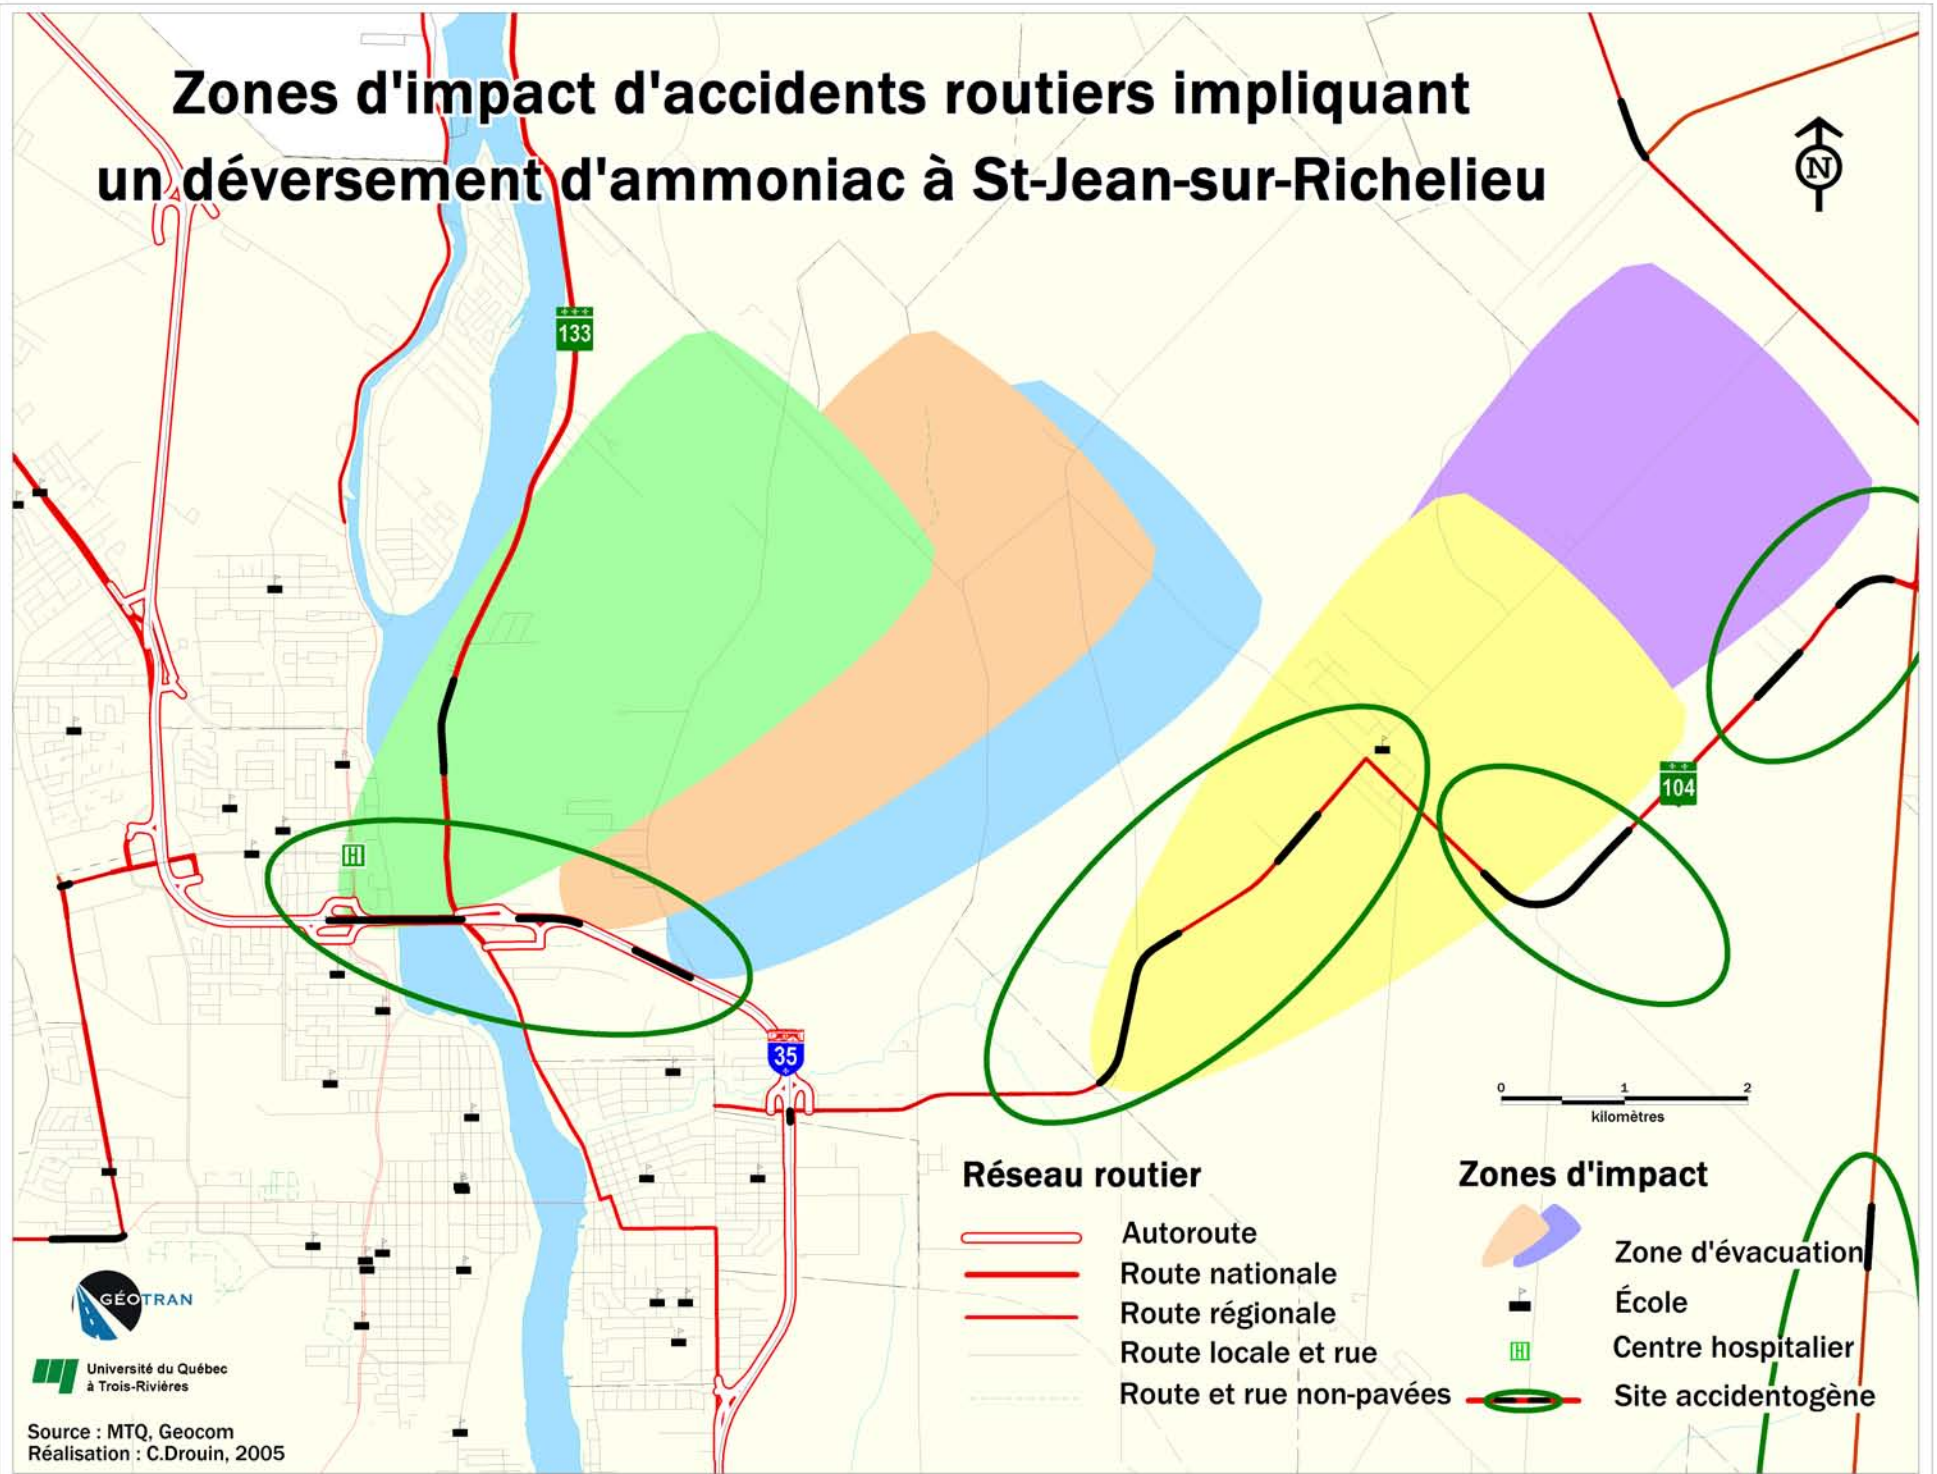 Zones d'impact d'accidents routiers impliquant
un déversement d'ammoniac à St-Jean-sur-Richelieu
N
133
104
H
35
0 1 2
kilomètres
Réseau routier
Autoroute
Route nationale
Route régionale
Route locale et rue
Route et rue non-pavées
Zones d'impact
Zone d'évacuation
École
H
Centre hospitalier
Site accidentogène
GÉOTRAN
Université du Québec
à Trois-Rivières
Source : MTQ, Geocom
Réalisation : C.Drouin, 2005